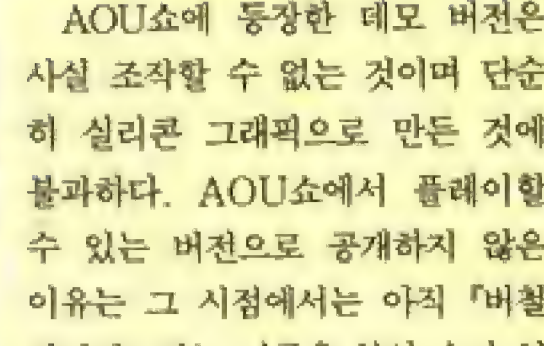 AOU쇼에 등장한 데모 버전은
사실 조작할 수 없는 것이며 단순
히 실리콘 그래픽으로 만든 것에
불과하다. AOU쇼에서 플레이할
수 있는 버전으로 공개하지 않은
이유는 그 시점에서는 아직 『버철